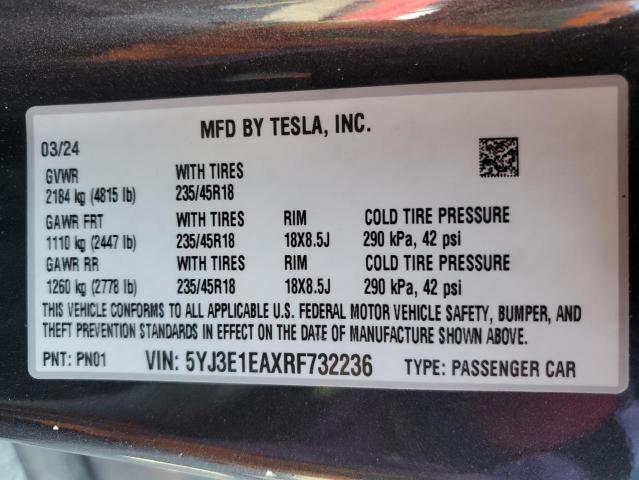 MFD BY TESLA, INC.
03/24
GVWR WITH TIRES
2184 kg (4815 lb) 235/45R18
GAWR FRT WITH TIRES RIM COLD TIRE PRESSURE
1110 kg (2447 lb) 235/45R18 18X8.5J 290 kPa, 42 psi
GAWR RR WITH TIRES RIM COLD TIRE PRESSURE
1260 kg (2778 lb) 235/45R18 18X8.5J 290 kPa, 42 psi
THIS VEHICLE CONFORMS TO ALL APPLICABLE U.S. FEDERAL MOTOR VEHICLE SAFETY, BUMPER, AND
THEFT PREVENTION STANDARDS IN EFFECT ON THE DATE OF MANUFACTURE SHOWN ABOVE.
PNT: PN01 VIN: 5YJ3E1EAXRF732236 TYPE: PASSENGER CAR